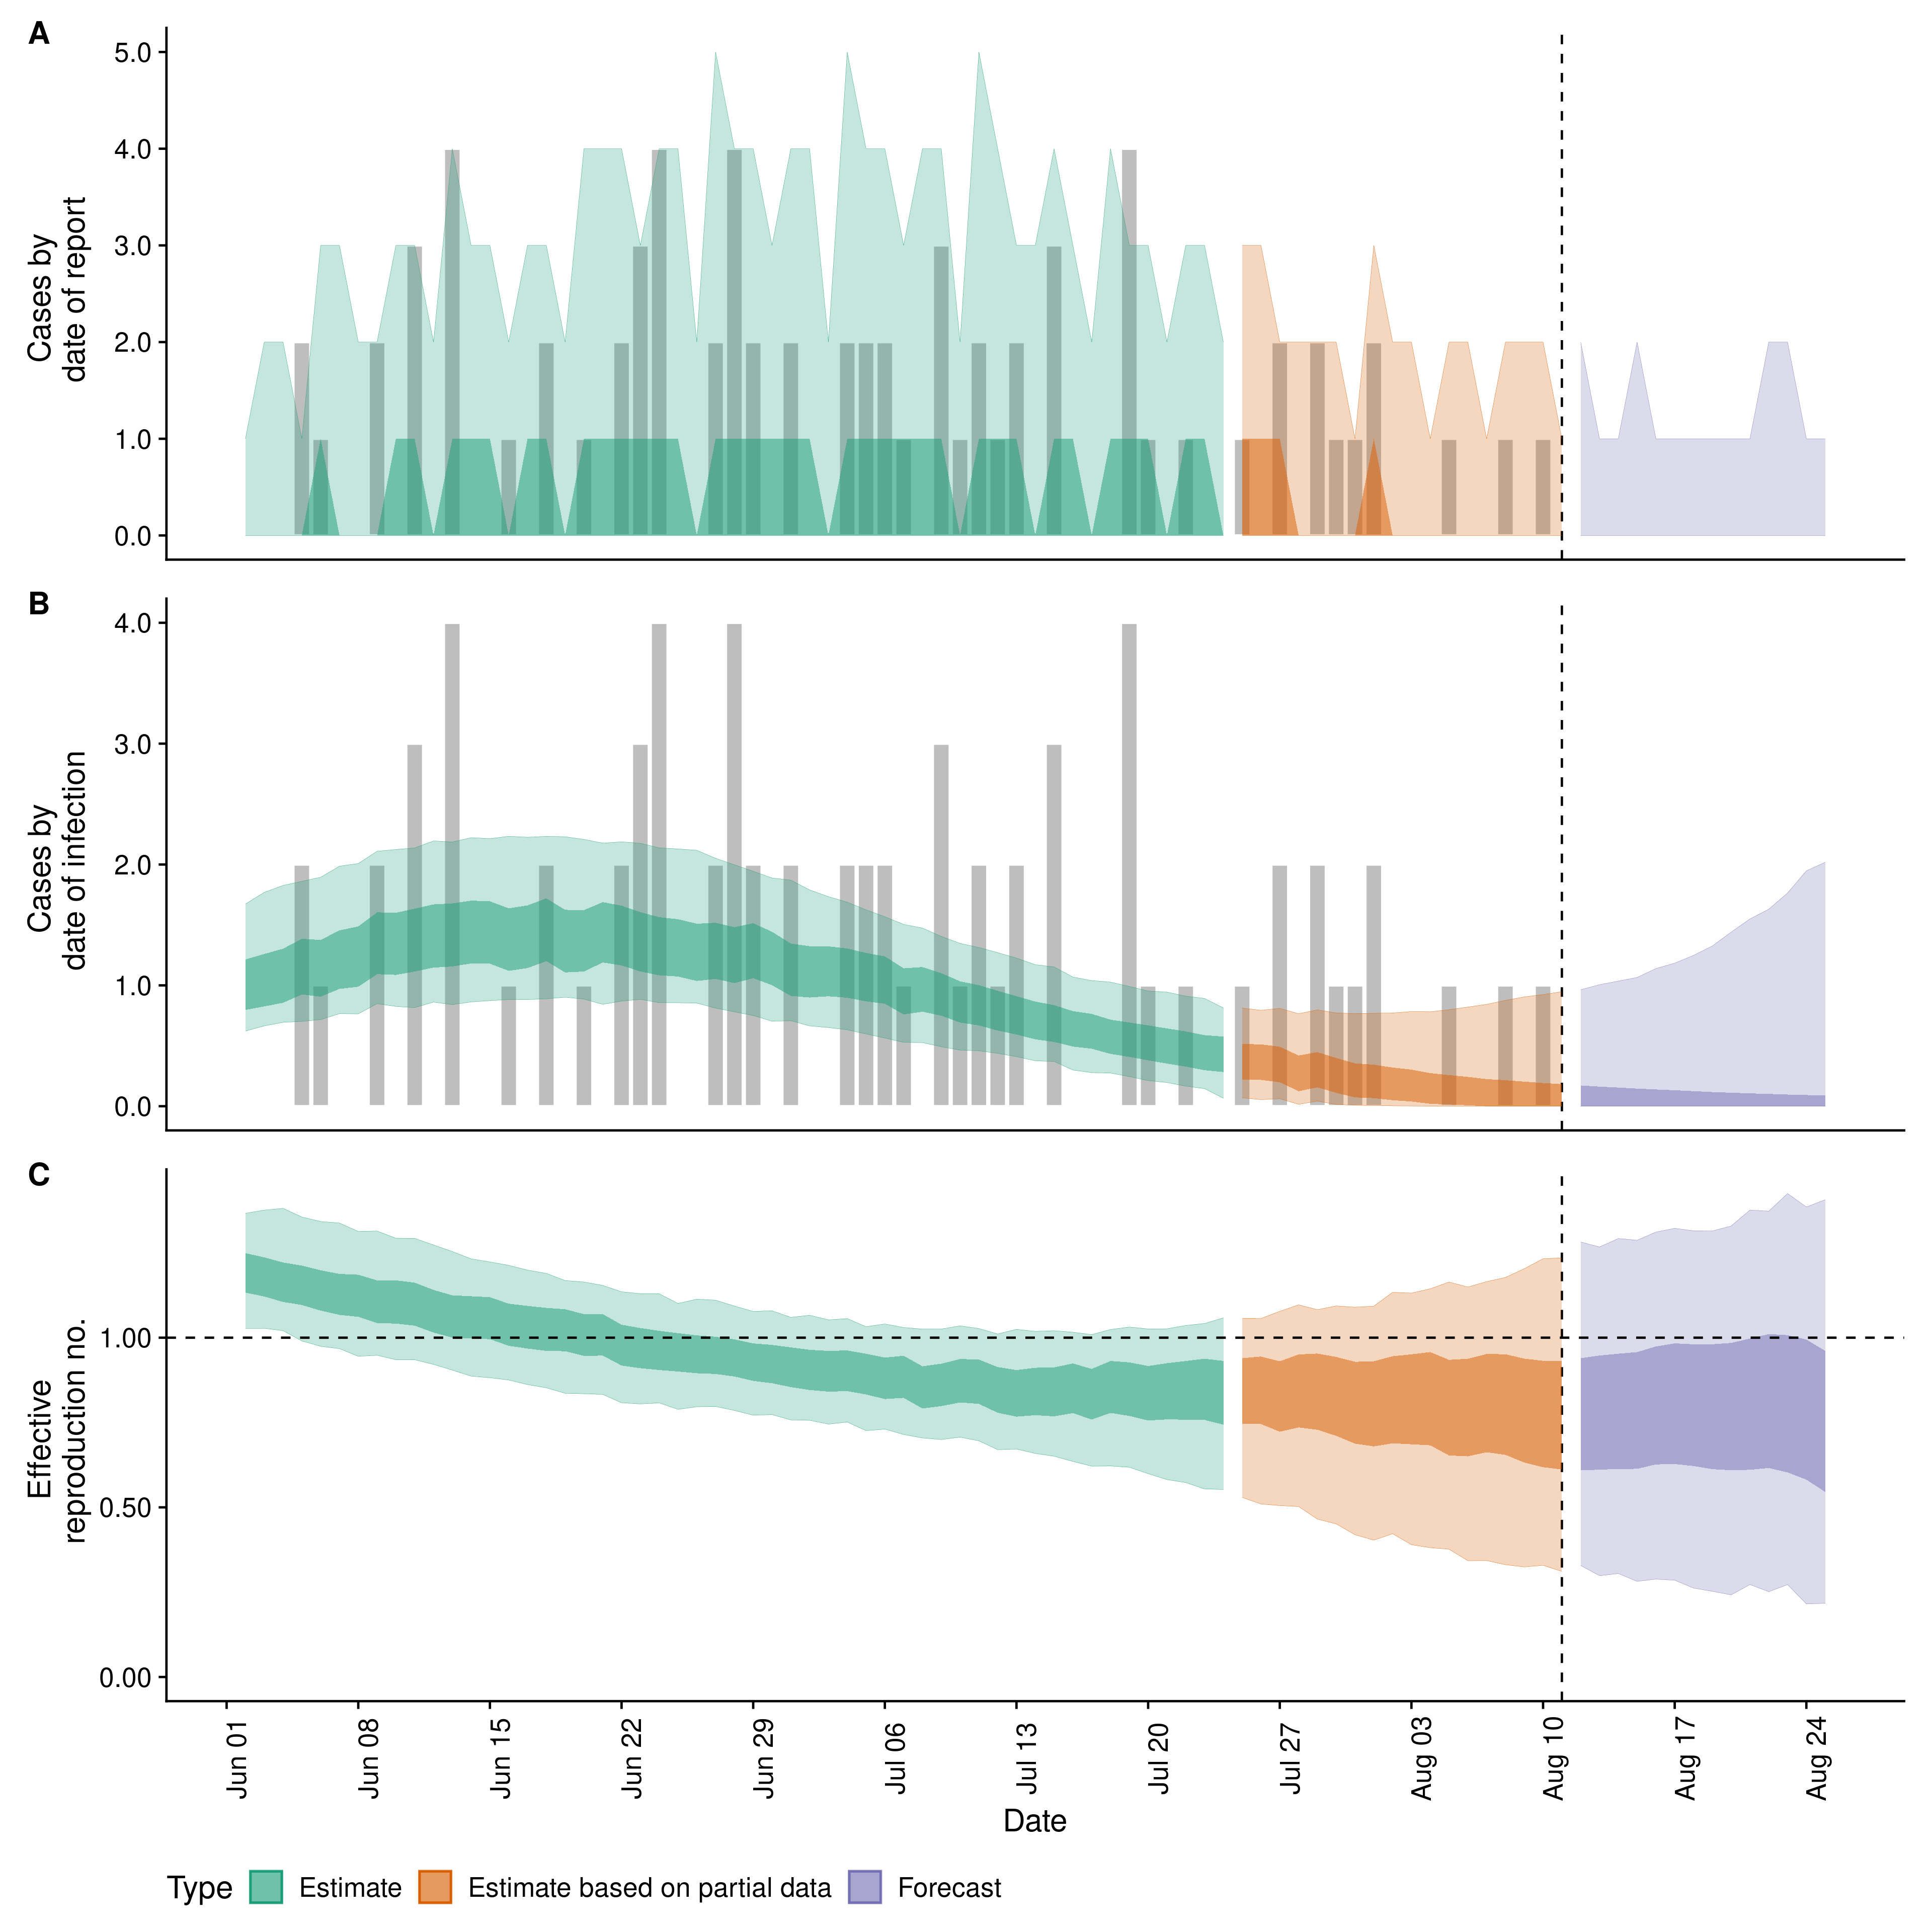 A
Cases by
date of report
5.0
4.0
3.0
2.0
1.0
0.0
B
Cases by
date of infection
4.0
3.0
2.0
1.0
0.0
C
Effective
reproduction no.
1.00
0.50
0.00
Jun 01
Jun 08
Jun 15
Jun 22
Jun 29
Jul 06
Jul 13
Jul 20
Jul 27
Aug 03
Aug 10
Aug 17
Aug 24
Date
Type Estimate Estimate based on partial data Forecast